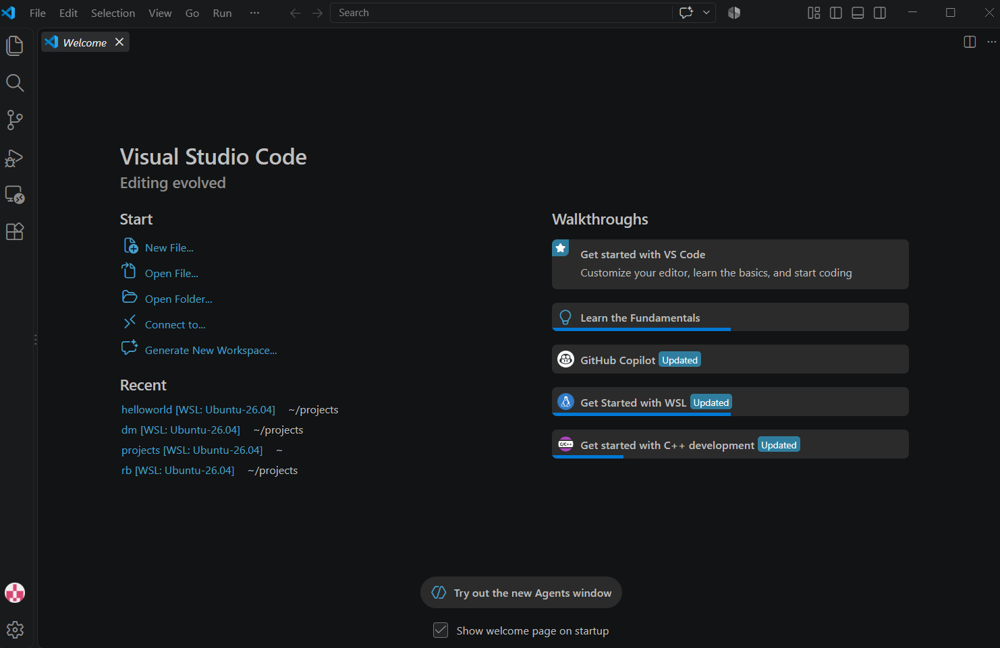 File Edit Selection View Go Run ···
Search
Welcome
Visual Studio Code
Editing evolved
Start
New File...
Open File...
Open Folder...
Connect to...
Generate New Workspace...
Recent
helloworld [WSL: Ubuntu-26.04] ~/projects
dm [WSL: Ubuntu-26.04] ~/projects
projects [WSL: Ubuntu-26.04] ~
rb [WSL: Ubuntu-26.04] ~/projects
Walkthroughs
Get started with VS Code
Customize your editor, learn the basics, and start coding
Learn the Fundamentals
GitHub Copilot Updated
Get Started with WSL Updated
C/C++ Get started with C++ development Updated
Try out the new Agents window
Show welcome page on startup